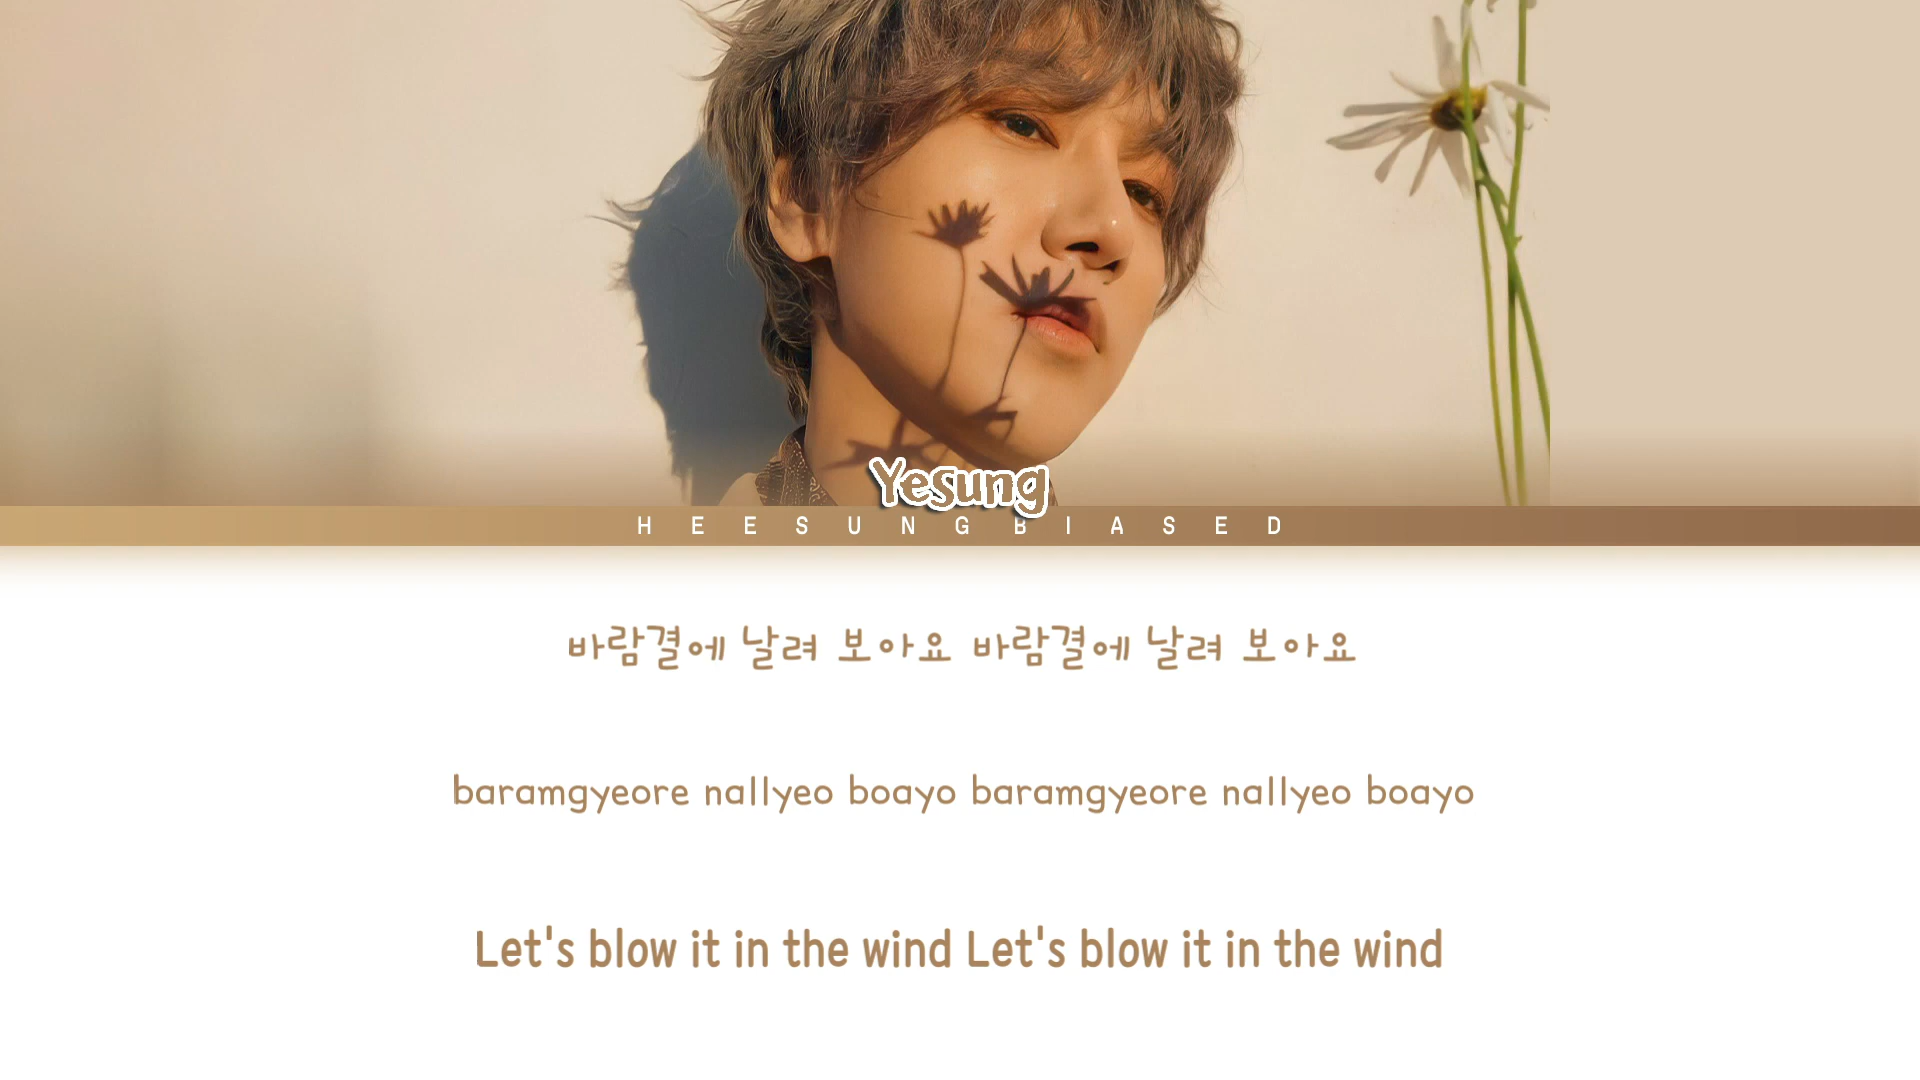 Yesung
HEESUNGBIASED
바람결에 날려 보아요 바람결에 날려 보아요
baramgyeore nallyeo boayo baramgyeore nallyeo boayo
Let's blow it in the wind Let's blow it in the wind